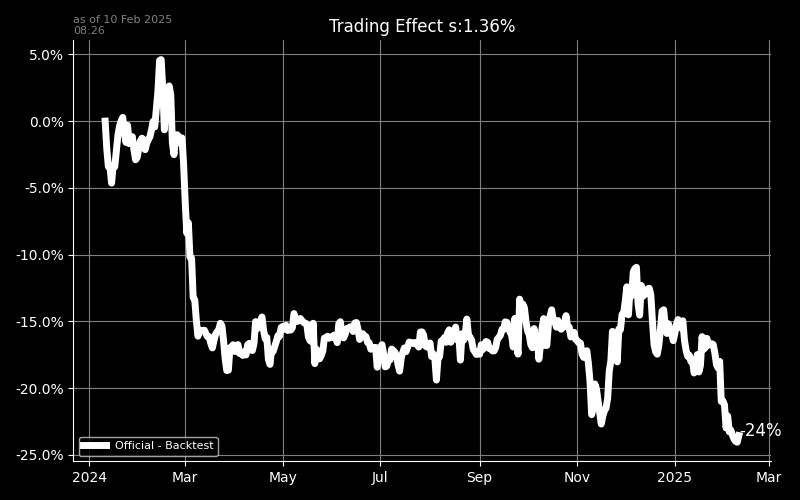 as of 10 Feb 2025
08:26
Trading Effect s:1.36%
5.0%
0.0%
-5.0%
-10.0%
-15.0%
-20.0%
-25.0%
-24%
Official - Backtest
2024 Mar May Jul Sep Nov 2025 Mar